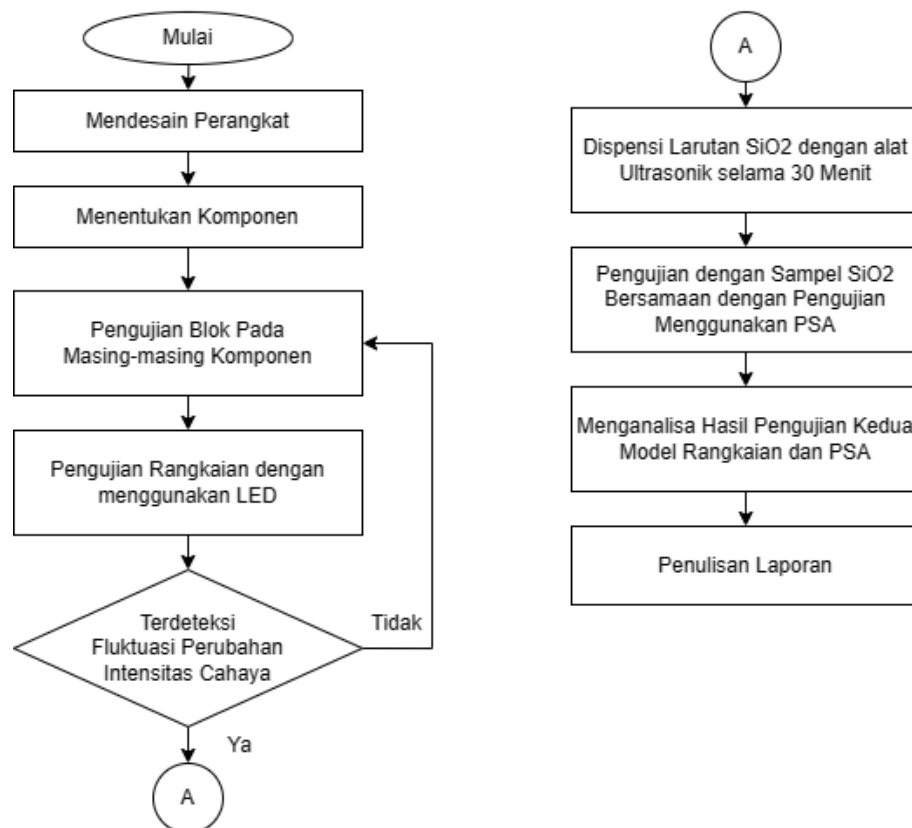 Mulai
Mendesain Perangkat
Menentukan Komponen
Pengujian Blok Pada
Masing-masing Komponen
Pengujian Rangkaian dengan
menggunakan LED
Terdeteksi
Fluktuasi Perubahan
Intensitas Cahaya
Tidak
Ya
A
A
Dispensi Larutan SiO2 dengan alat
Ultrasonik selama 30 Menit
Pengujian dengan Sampel SiO2
Bersamaan dengan Pengujian
Menggunakan PSA
Menganalisa Hasil Pengujian Kedua
Model Rangkaian dan PSA
Penulisan Laporan